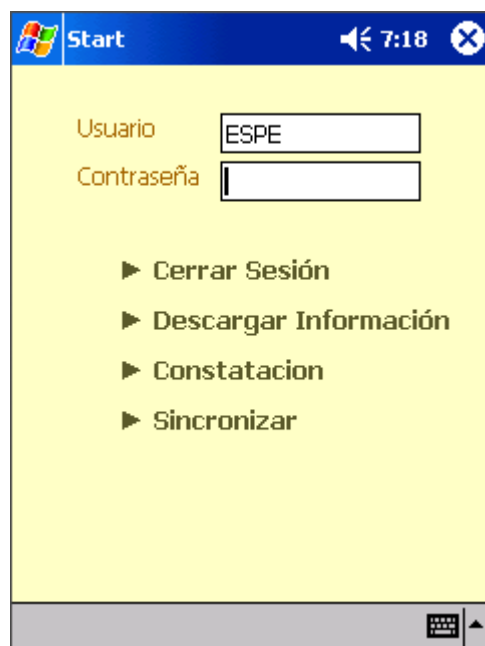 Start 7:18
Usuario ESPE
Contraseña
Cerrar Sesión
Descargar Información
Constatacion
Sincronizar